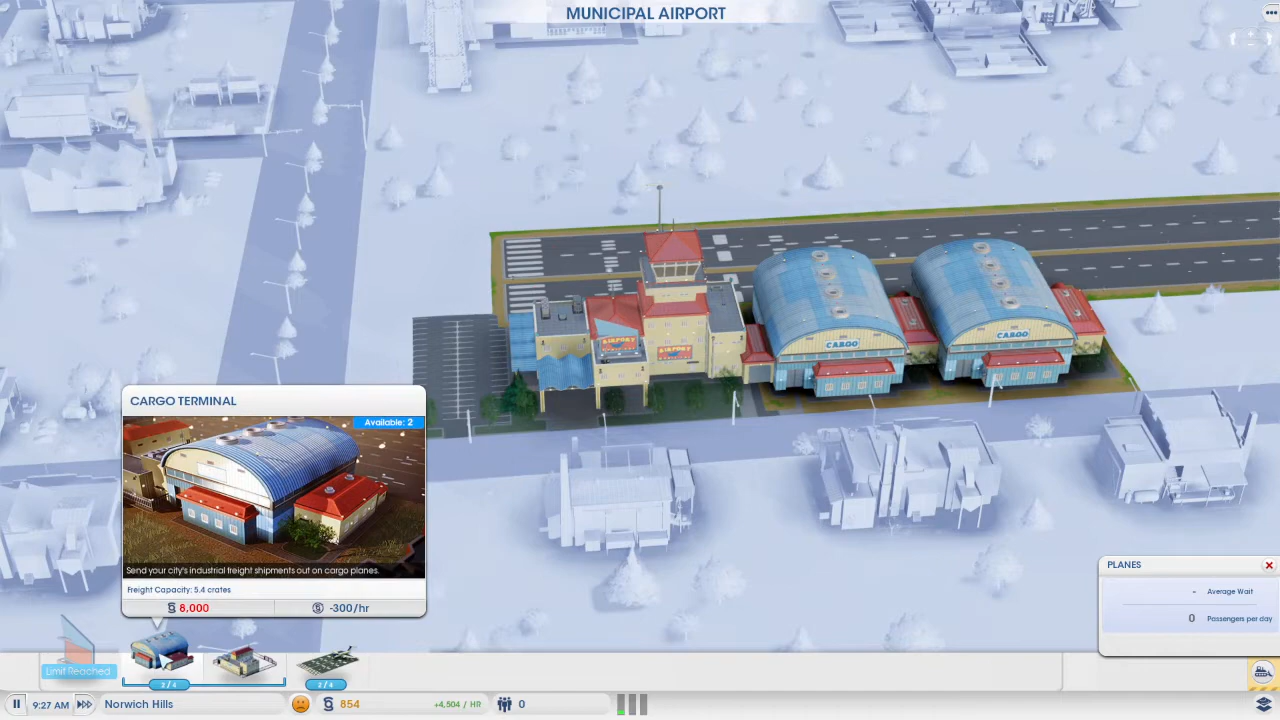 MUNICIPAL AIRPORT
AIRPORT
AIRPORT
CARGO
CARGO
CARGO TERMINAL
Available: 2
Send your city's industrial freight shipments out on cargo planes.
Freight Capacity: 5.4 crates
8,000
-300/hr
PLANES
- Average Wait
0 Passengers per day
Limit Reached
2/4
2/4
9:27 AM
Norwich Hills
854
+4,504 / HR
0